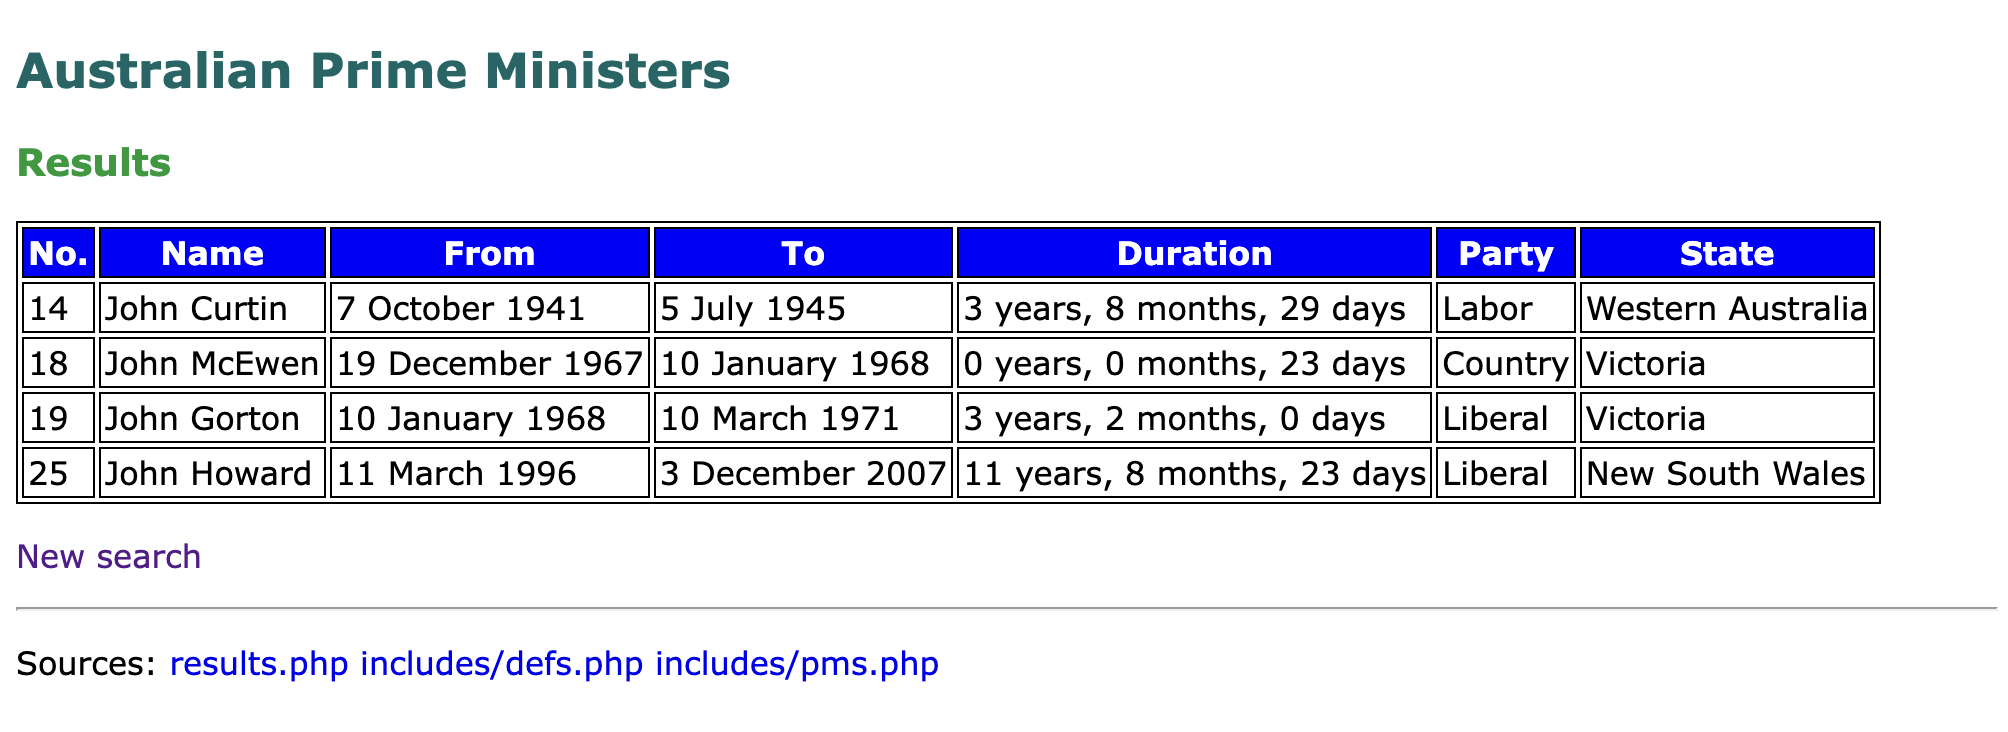 Australian Prime Ministers
Results
No. Name From To Duration Party State
14 John Curtin 7 October 1941 5 July 1945 3 years, 8 months, 29 days Labor Western Australia
18 John McEwen 19 December 1967 10 January 1968 0 years, 0 months, 23 days Country Victoria
19 John Gorton 10 January 1968 10 March 1971 3 years, 2 months, 0 days Liberal Victoria
25 John Howard 11 March 1996 3 December 2007 11 years, 8 months, 23 days Liberal New South Wales
New search
Sources: results.php includes/defs.php includes/pms.php